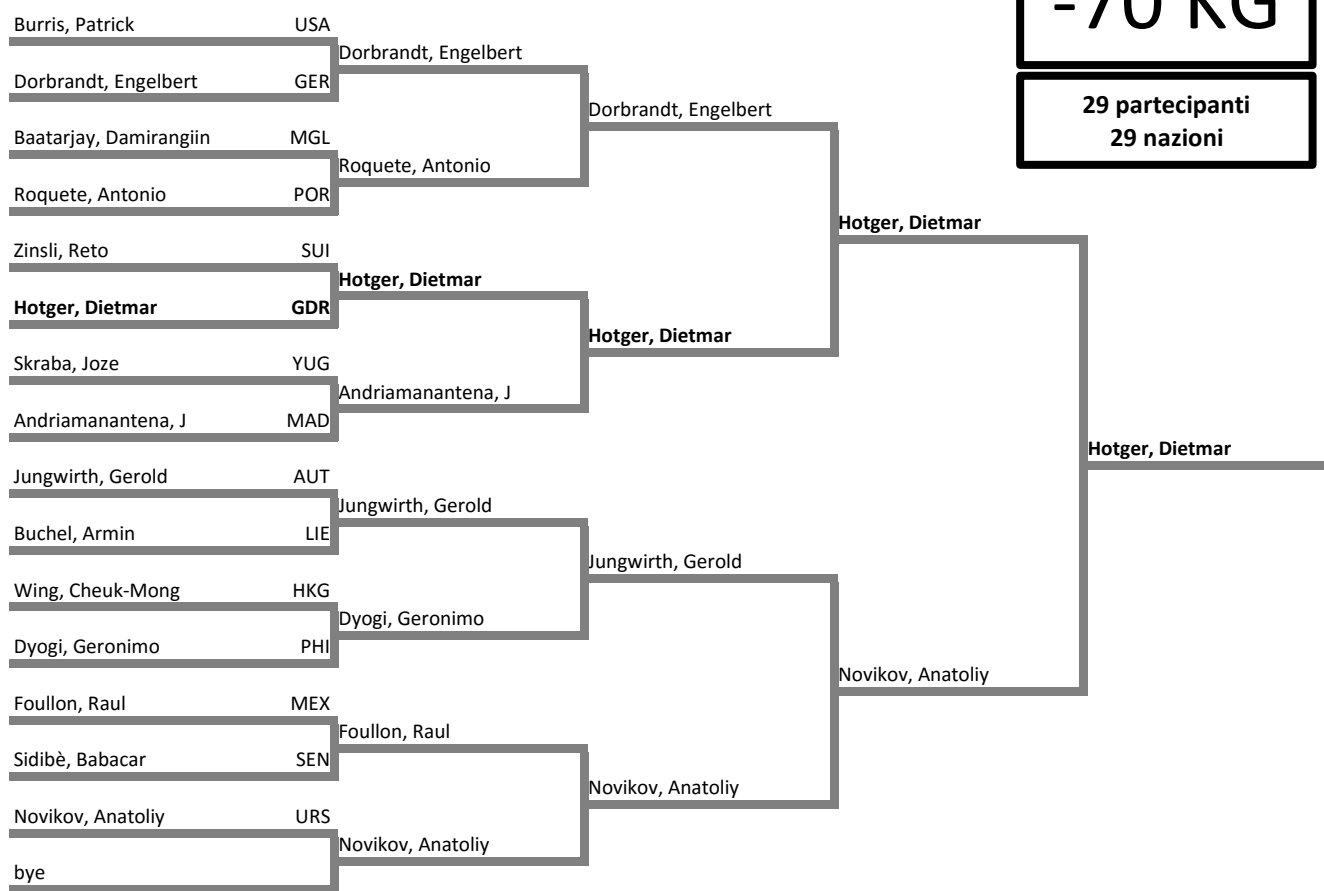 -70 KG
29 partecipanti
29 nazioni
Burris, Patrick USA
Dorbrandt, Engelbert GER
Baatarjay, Damirangiin MGL
Roquete, Antonio POR
Zinsli, Reto SUI
Hotger, Dietmar GDR
Skraba, Joze YUG
Andriamanantena, J MAD
Jungwirth, Gerold AUT
Buchel, Armin LIE
Wing, Cheuk-Mong HKG
Dyogi, Geronimo PHI
Foullon, Raul MEX
Sidibè, Babacar SEN
Novikov, Anatoliy URS
bye
Dorbrandt, Engelbert
Roquete, Antonio
Hotger, Dietmar
Andriamanantena, J
Jungwirth, Gerold
Dyogi, Geronimo
Foullon, Raul
Novikov, Anatoliy
Dorbrandt, Engelbert
Hotger, Dietmar
Jungwirth, Gerold
Novikov, Anatoliy
Hotger, Dietmar
Novikov, Anatoliy
Hotger, Dietmar